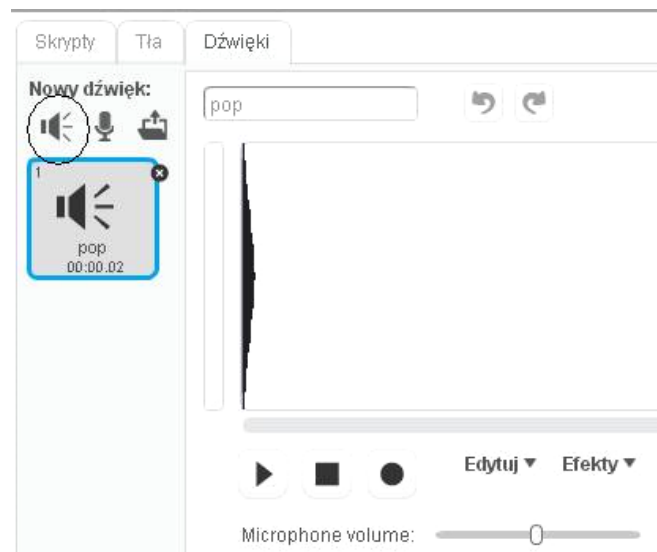 Skrypty Tła Dźwięki
Nowy dźwięk:
pop
1
pop
00:00.02
Edytuj Efekty
Microphone volume: